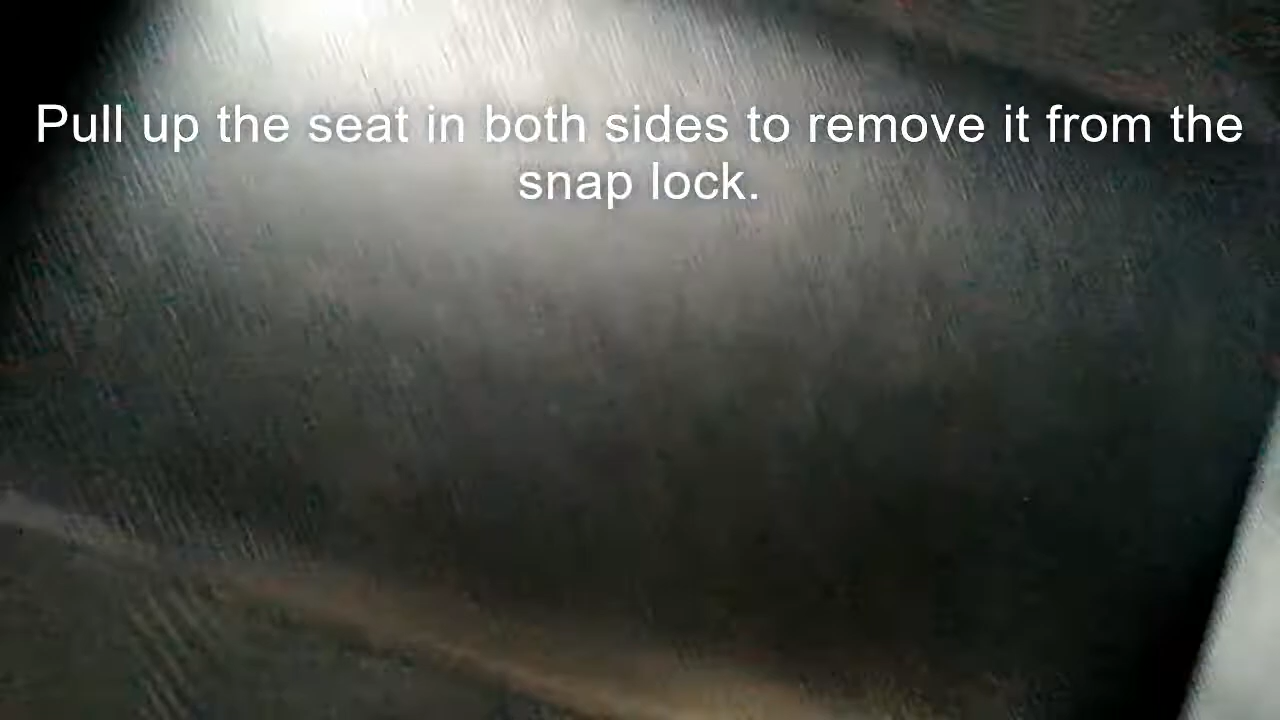 Pull up the seat in both sides to remove it from the
snap lock.